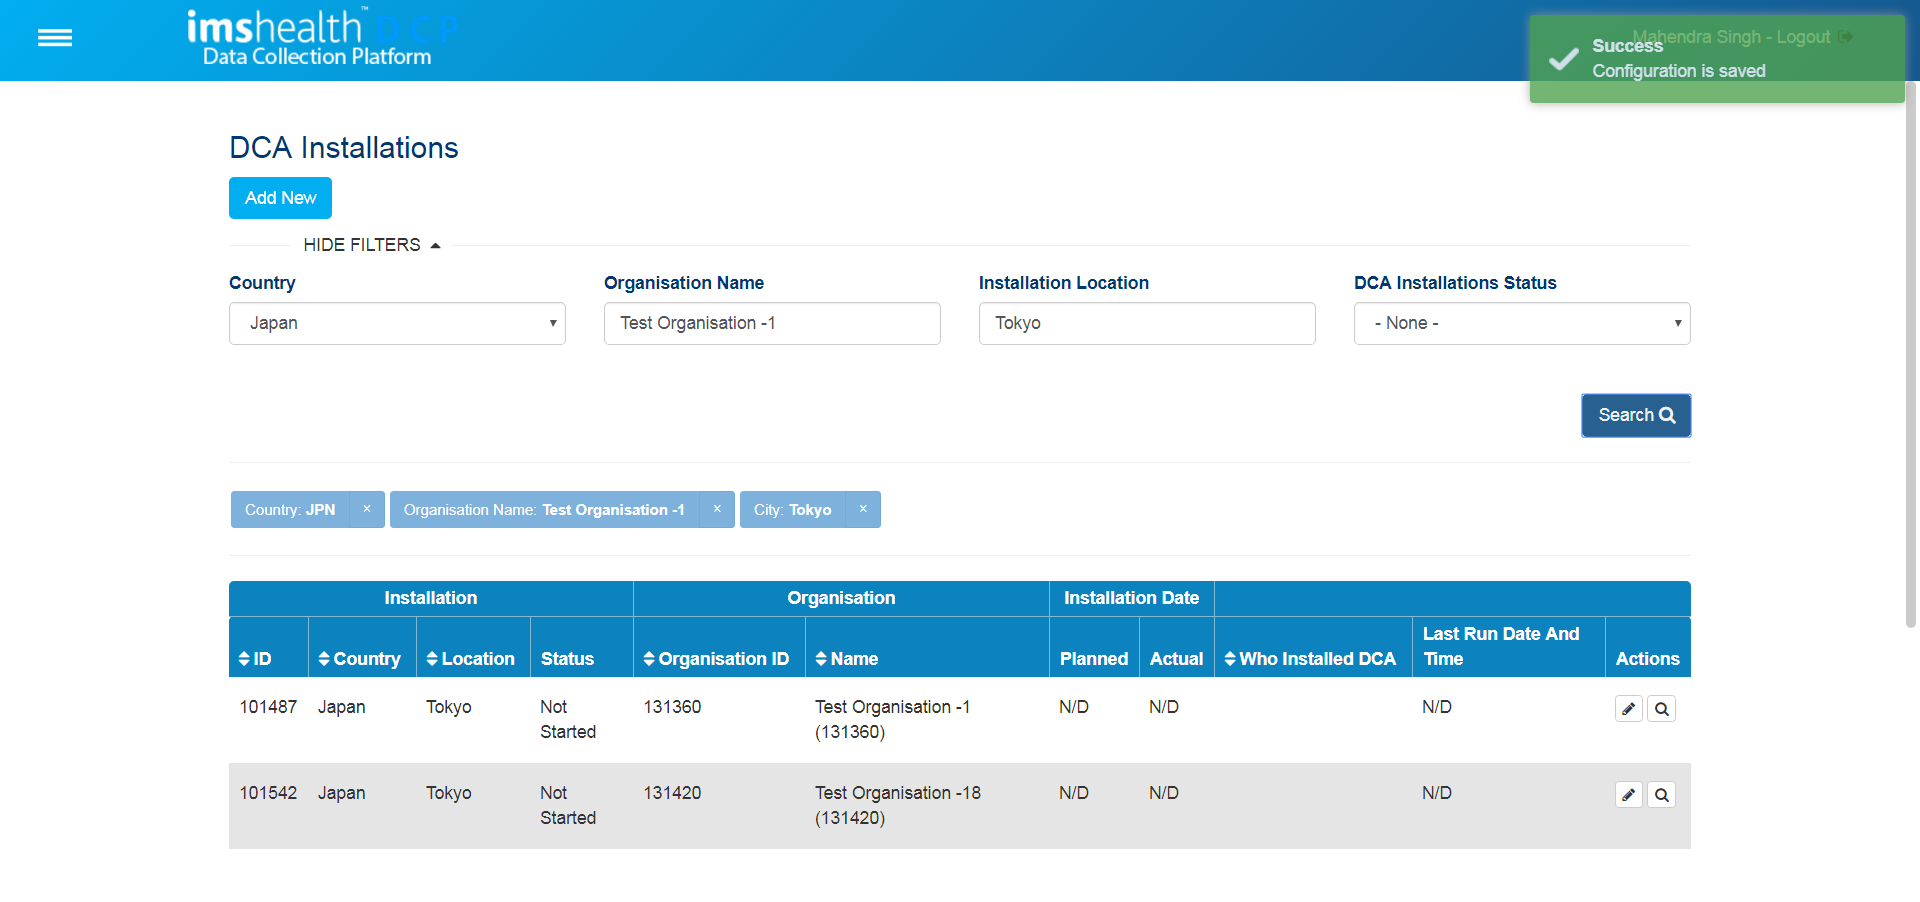 imshealth™ DCP
Data Collection Platform
Mahendra Singh - Logout
Success
Configuration is saved
DCA Installations
Add New
HIDE FILTERS
Country
Organisation Name
Installation Location
DCA Installations Status
Japan
Test Organisation -1
Tokyo
- None -
Search
Country: JPN ×
Organisation Name: Test Organisation -1 ×
City: Tokyo ×
Installation
Organisation
Installation Date
ID
Country
Location
Status
Organisation ID
Name
Planned
Actual
Who Installed DCA
Last Run Date And
Time
Actions
101487 Japan Tokyo Not 131360 Test Organisation -1 N/D N/D N/D
Started (131360)
101542 Japan Tokyo Not 131420 Test Organisation -18 N/D N/D N/D
Started (131420)